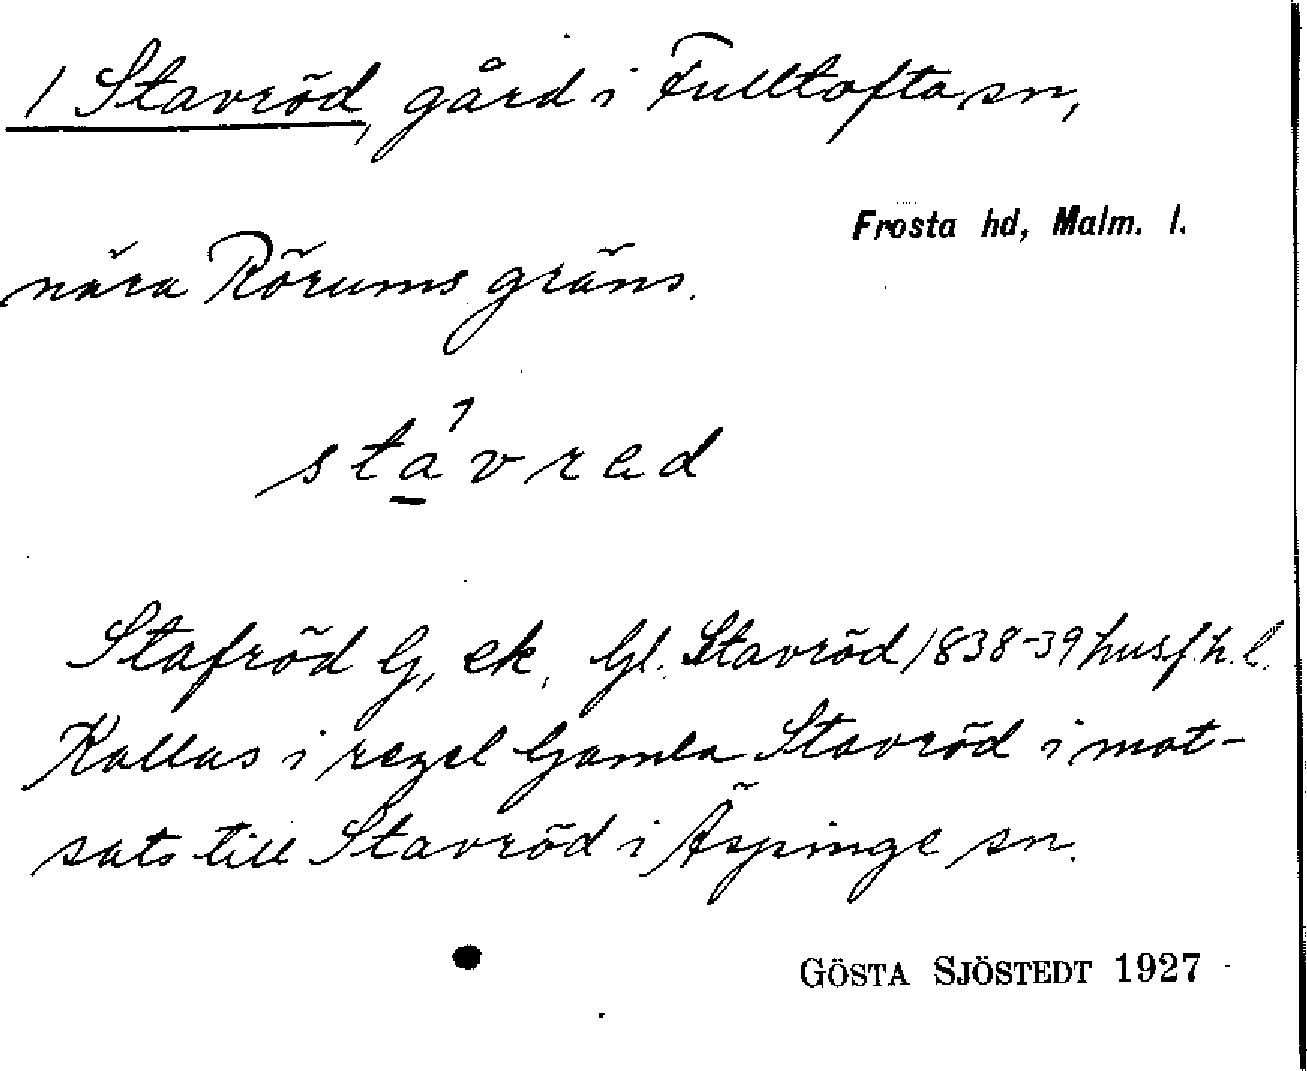 1 Stavröd, gård i Fulltofta sn,
Frosta hd, Malm. l.
nära Rörums gräns.
stavrad
Stafröd G, ek. Gl. Stavröd 1838-39 husf.h.l.
Kallas i regel Gamla Stavröd i mot-
sats till Stavröd i Äspinge sn.
GÖSTA SJÖSTEDT 1927